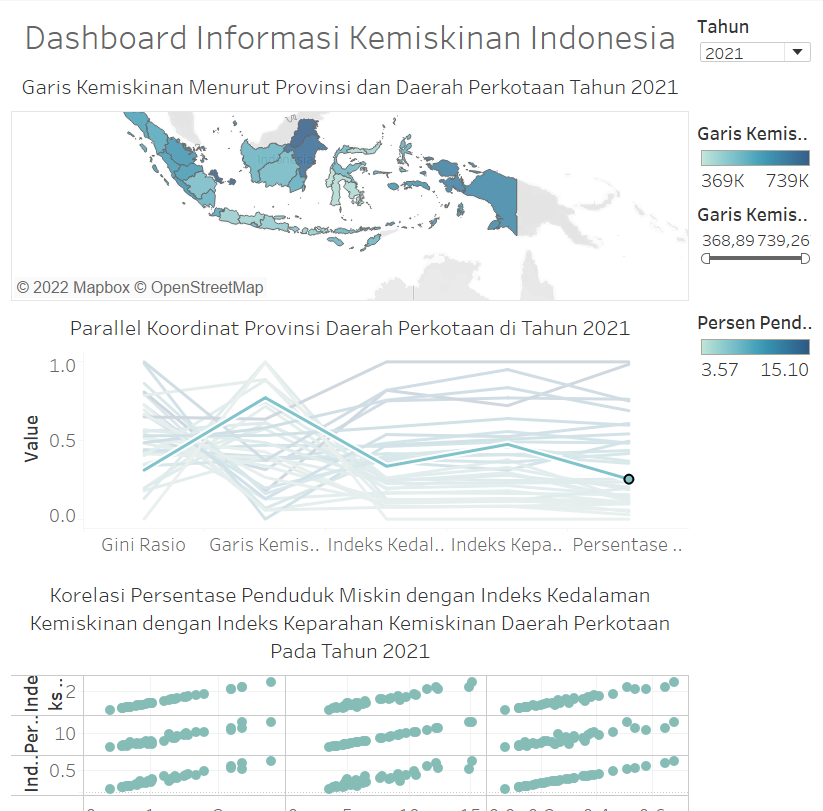 Dashboard Informasi Kemiskinan Indonesia
Tahun
2021
Garis Kemiskinan Menurut Provinsi dan Daerah Perkotaan Tahun 2021
Indonesia
© 2022 Mapbox © OpenStreetMap
Garis Kemis..
369K 739K
Garis Kemis..
368,89 739,26
Persen Pend..
3.57 15.10
Parallel Koordinat Provinsi Daerah Perkotaan di Tahun 2021
Value
1.0
0.5
0.0
Gini Rasio Garis Kemis.. Indeks Kedal.. Indeks Kepa.. Persentase ..
Korelasi Persentase Penduduk Miskin dengan Indeks Kedalaman
Kemiskinan dengan Indeks Keparahan Kemiskinan Daerah Perkotaan
Pada Tahun 2021
Inde
ks ..
2
Per..
10
Ind..
0.5